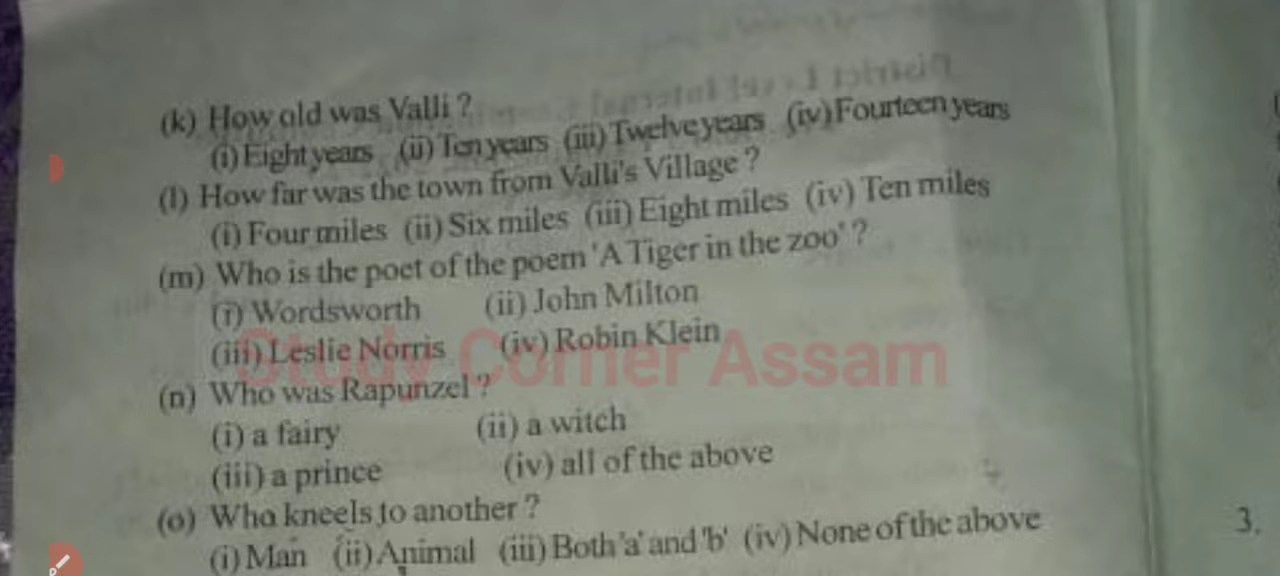 (k) How old was Valli ?
(i) Eight years (ii) Ten years (iii) Twelve years (iv) Fourteen years
(l) How far was the town from Valli's Village ?
(i) Four miles (ii) Six miles (iii) Eight miles (iv) Ten miles
(m) Who is the poet of the poem 'A Tiger in the zoo' ?
(i) Wordsworth (ii) John Milton
(iii) Leslie Norris (iv) Robin Klein
Study Corner Assam
(n) Who was Rapunzel ?
(i) a fairy (ii) a witch
(iii) a prince (iv) all of the above
(o) Who kneels to another ?
(i) Man (ii) Animal (iii) Both 'a' and 'b' (iv) None of the above
3.